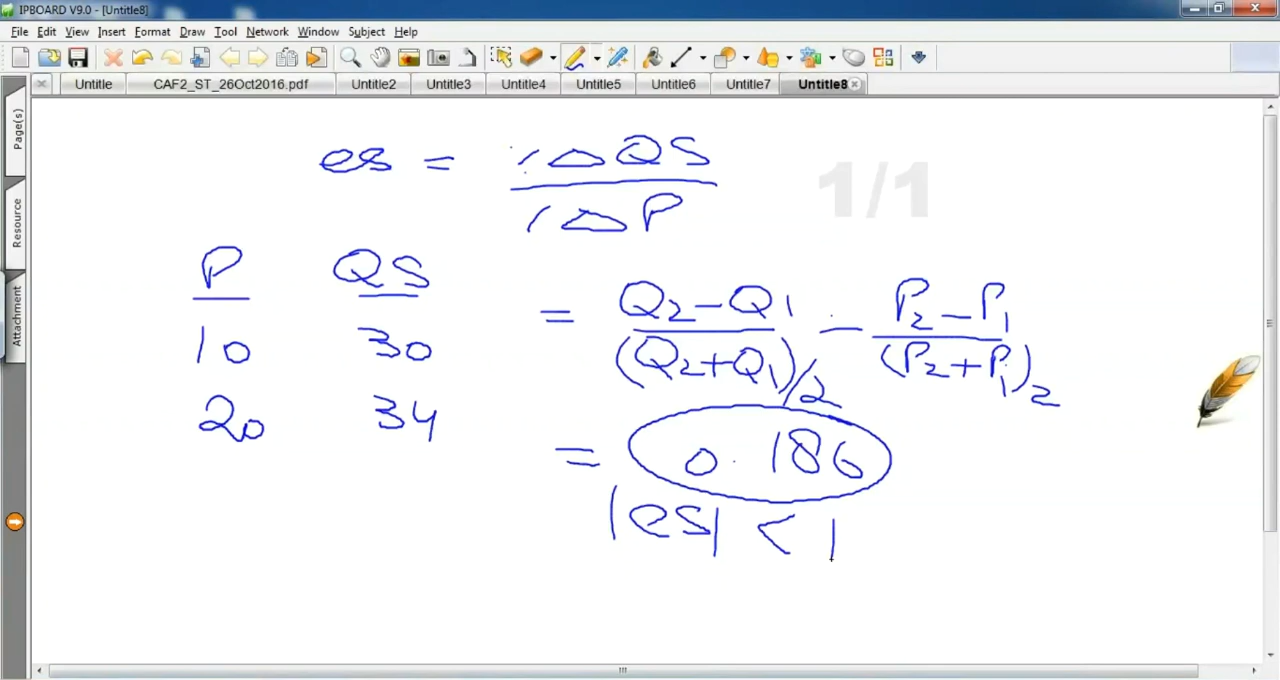 IPBOARD V9.0 - [Untitle8]
File Edit View Insert Format Draw Tool Network Window Subject Help
Untitle CAF2_ST_26Oct2016.pdf Untitle2 Untitle3 Untitle4 Untitle5 Untitle6 Untitle7 Untitle8
Page(s)
Resource
Attachment
1/1
es = % △ QS
% △ P
P QS
10 30
20 34
= Q2 - Q1 ÷ P2 - P1
(Q2+Q1)/2 (P2+P1)2
= 0.186
|es| < 1